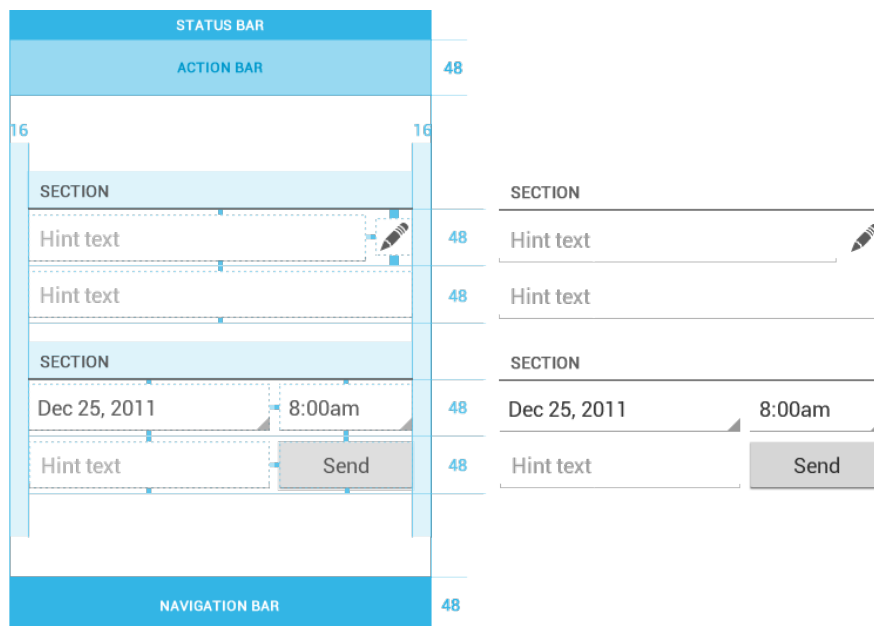 STATUS BAR
ACTION BAR 48
16 16
SECTION
Hint text 48
Hint text 48
SECTION
Dec 25, 2011 8:00am 48
Hint text Send 48
NAVIGATION BAR 48
SECTION
Hint text
Hint text
SECTION
Dec 25, 2011 8:00am
Hint text Send